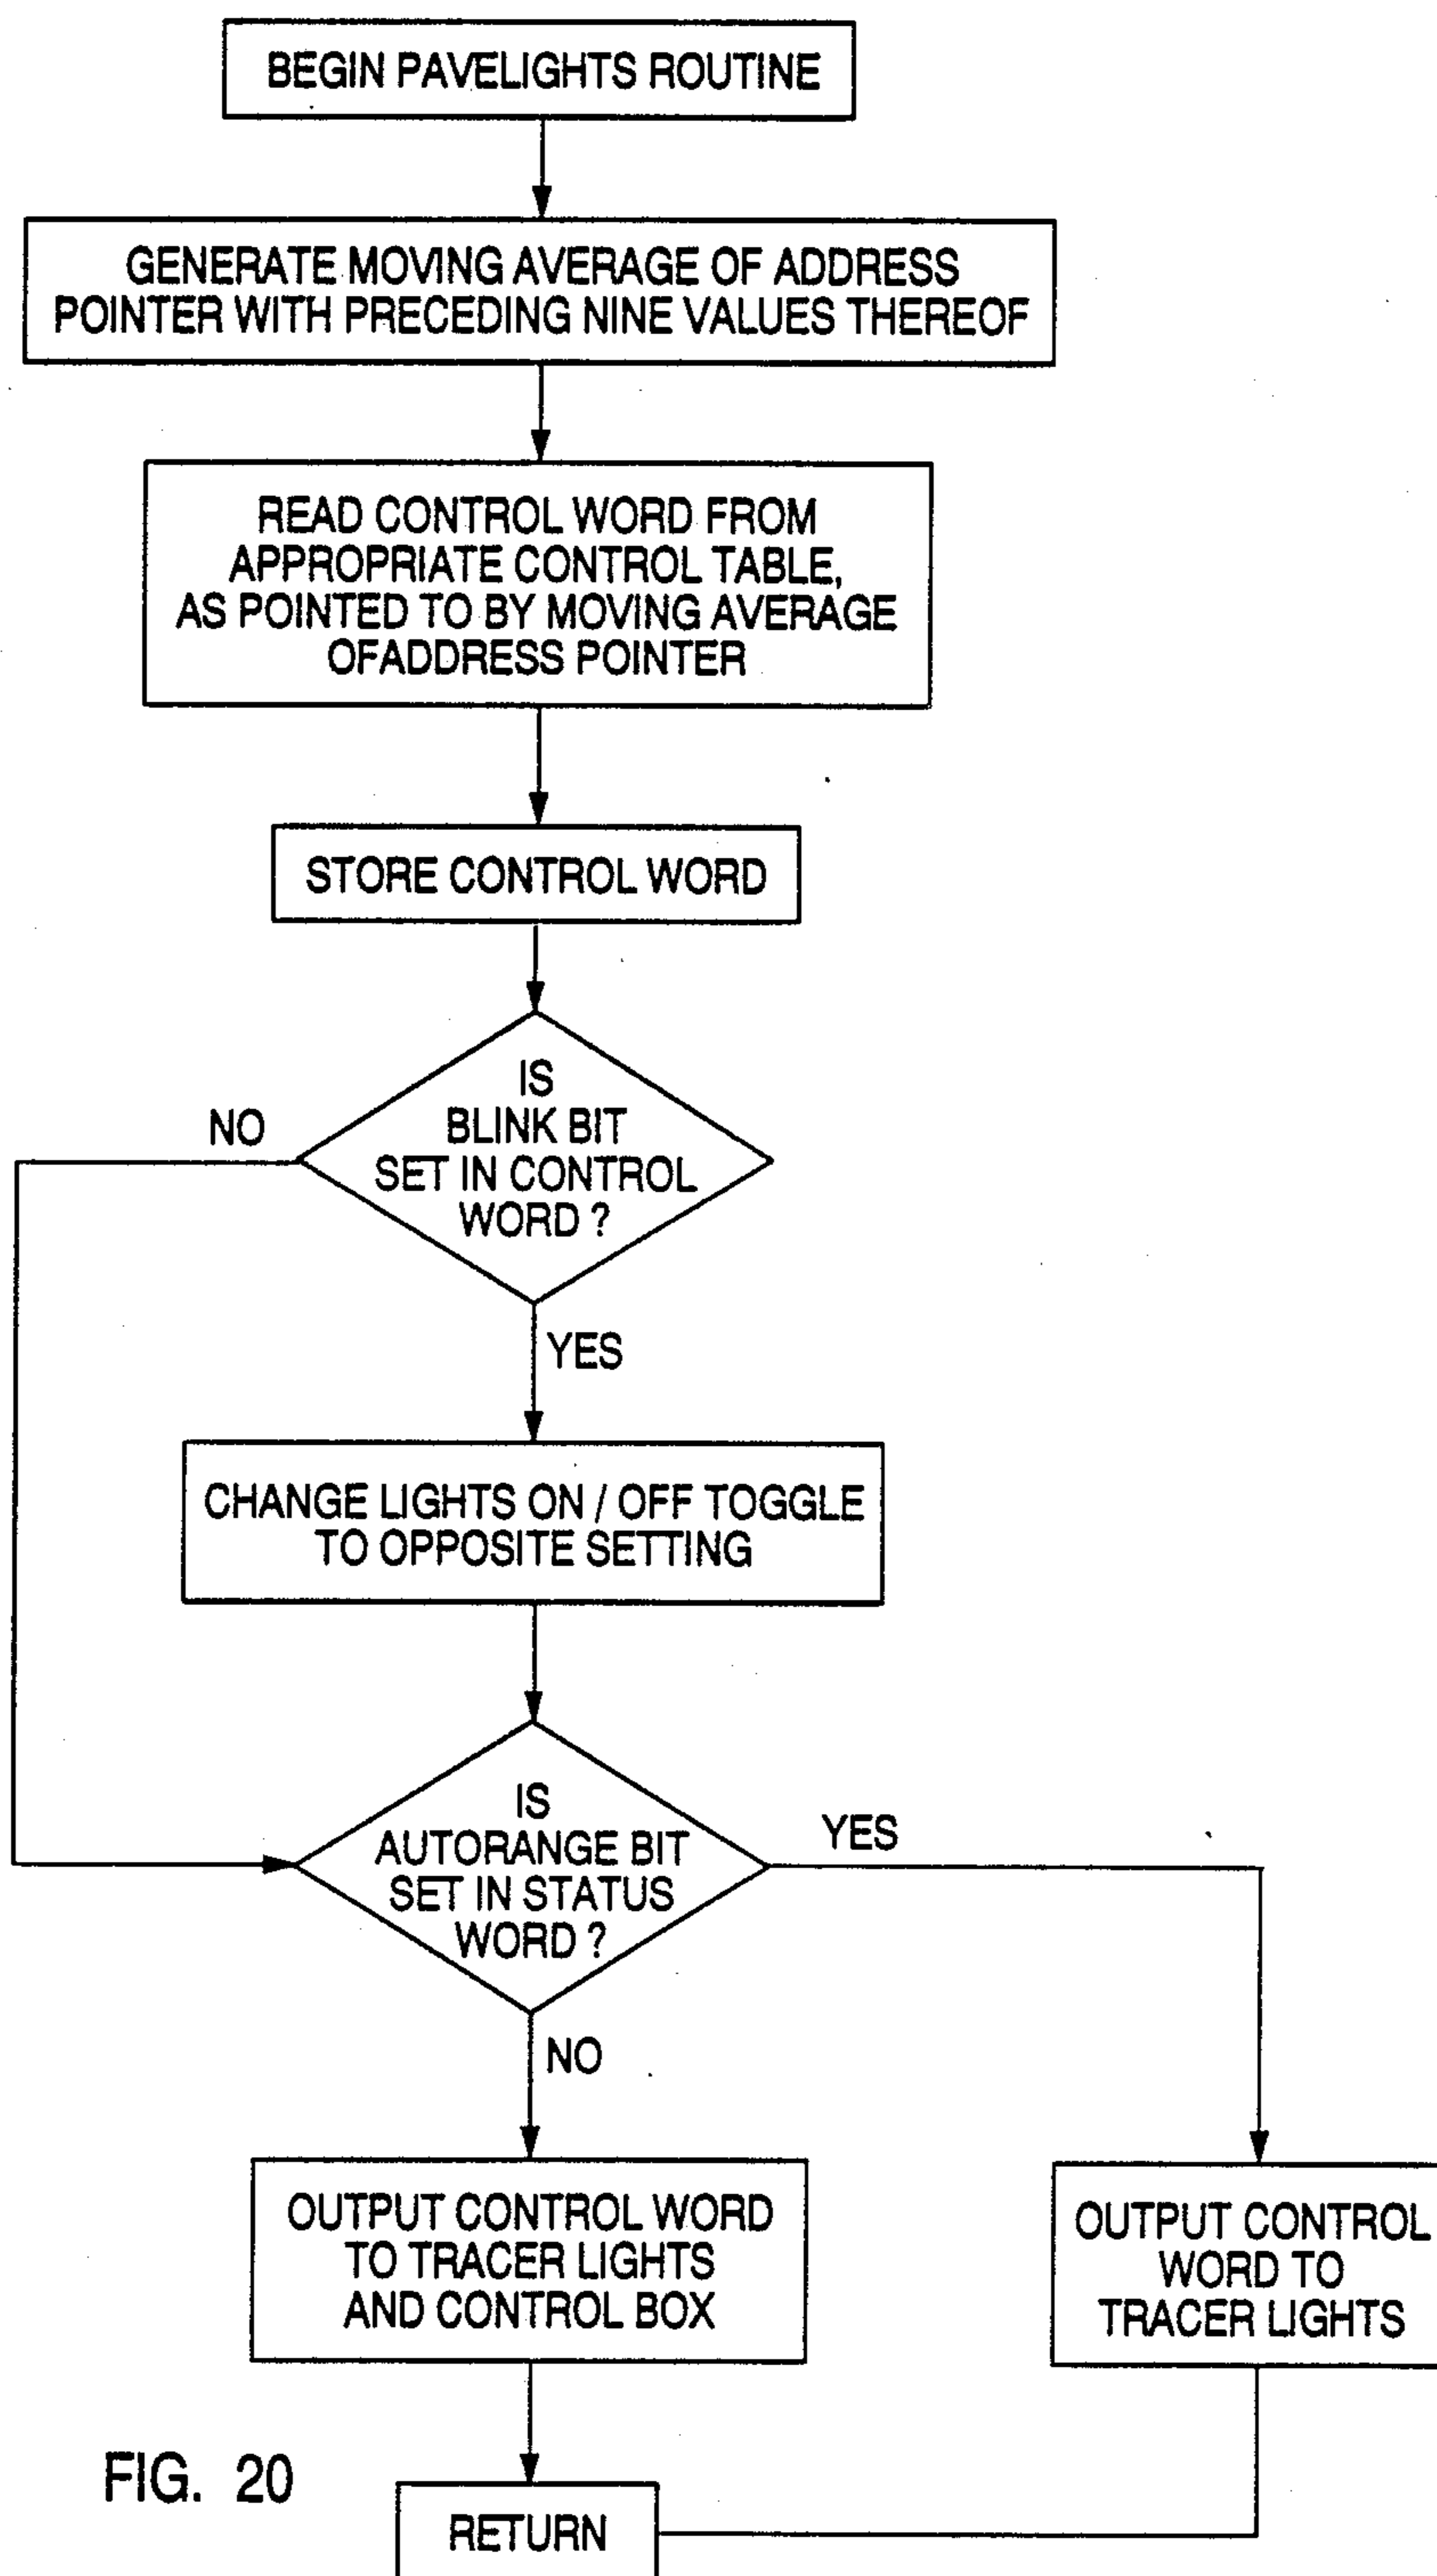 BEGIN PAVELIGHTS ROUTINE
GENERATE MOVING AVERAGE OF ADDRESS
POINTER WITH PRECEDING NINE VALUES THEREOF
READ CONTROL WORD FROM
APPROPRIATE CONTROL TABLE,
AS POINTED TO BY MOVING AVERAGE
OFADDRESS POINTER
STORE CONTROL WORD
IS
BLINK BIT
SET IN CONTROL
WORD ?
NO
YES
CHANGE LIGHTS ON / OFF TOGGLE
TO OPPOSITE SETTING
IS
AUTORANGE BIT
SET IN STATUS
WORD ?
YES
NO
OUTPUT CONTROL WORD
TO TRACER LIGHTS
AND CONTROL BOX
OUTPUT CONTROL
WORD TO
TRACER LIGHTS
RETURN
FIG. 20